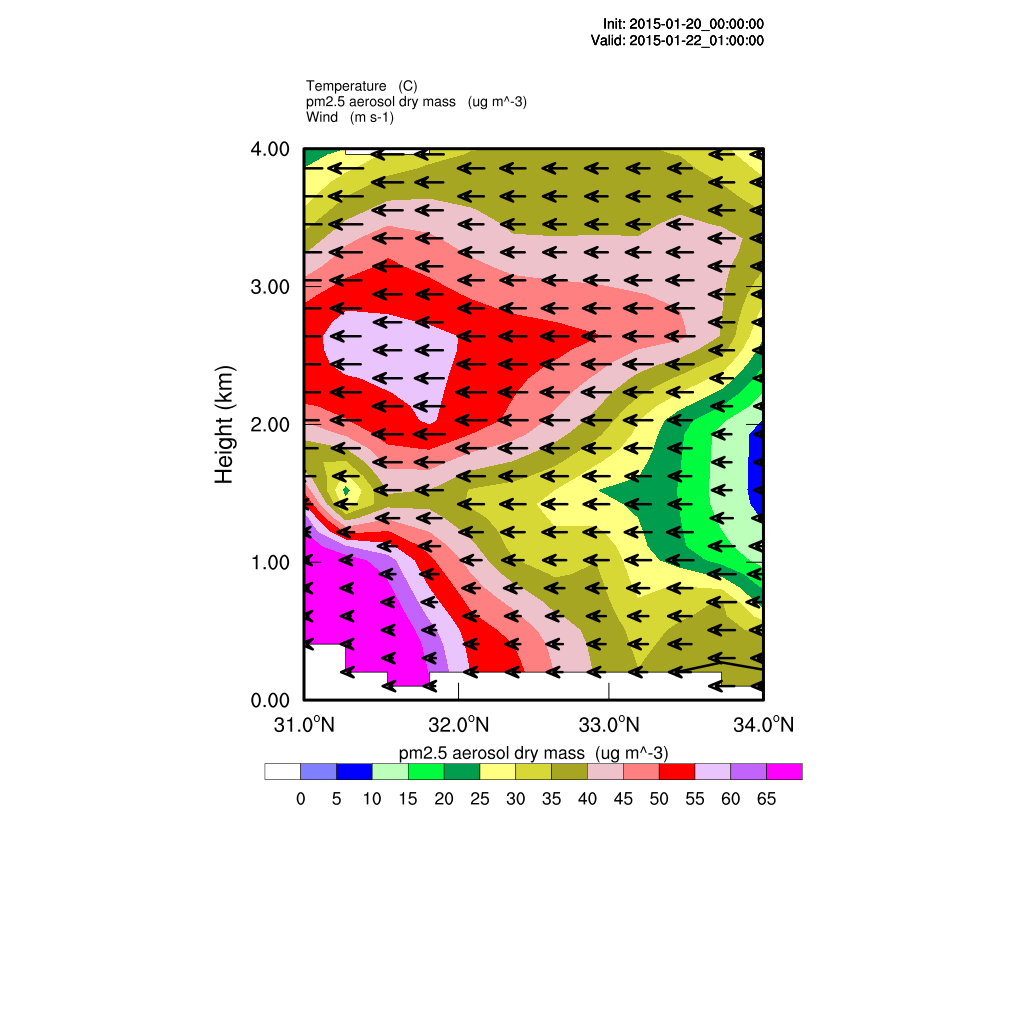 Init: 2015-01-20_00:00:00
Valid: 2015-01-22_01:00:00
Temperature (C)
pm2.5 aerosol dry mass (ug m^-3)
Wind (m s-1)
4.00
3.00
2.00
1.00
0.00
Height (km)
31.0°N 32.0°N 33.0°N 34.0°N
pm2.5 aerosol dry mass (ug m^-3)
0 5 10 15 20 25 30 35 40 45 50 55 60 65